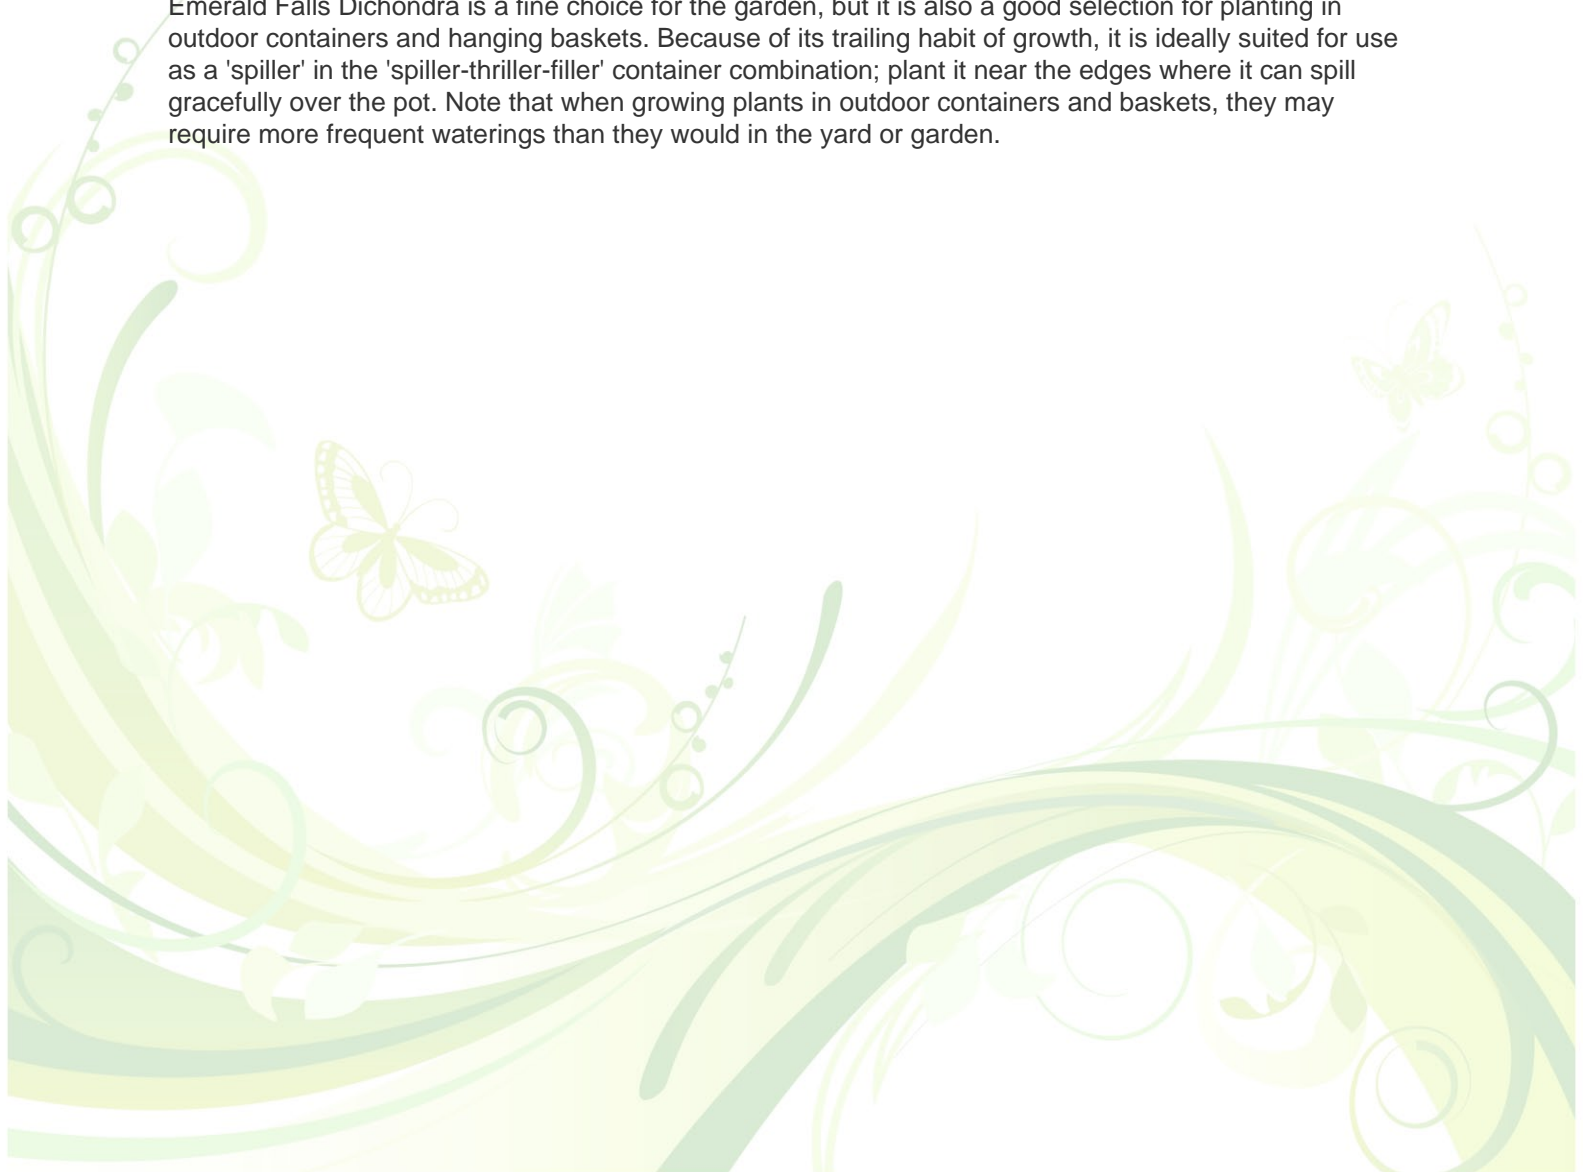 Emerald Falls Dichondra is a fine choice for the garden, but it is also a good selection for planting in
outdoor containers and hanging baskets. Because of its trailing habit of growth, it is ideally suited for use
as a 'spiller' in the 'spiller-thriller-filler' container combination; plant it near the edges where it can spill
gracefully over the pot. Note that when growing plants in outdoor containers and baskets, they may
require more frequent waterings than they would in the yard or garden.